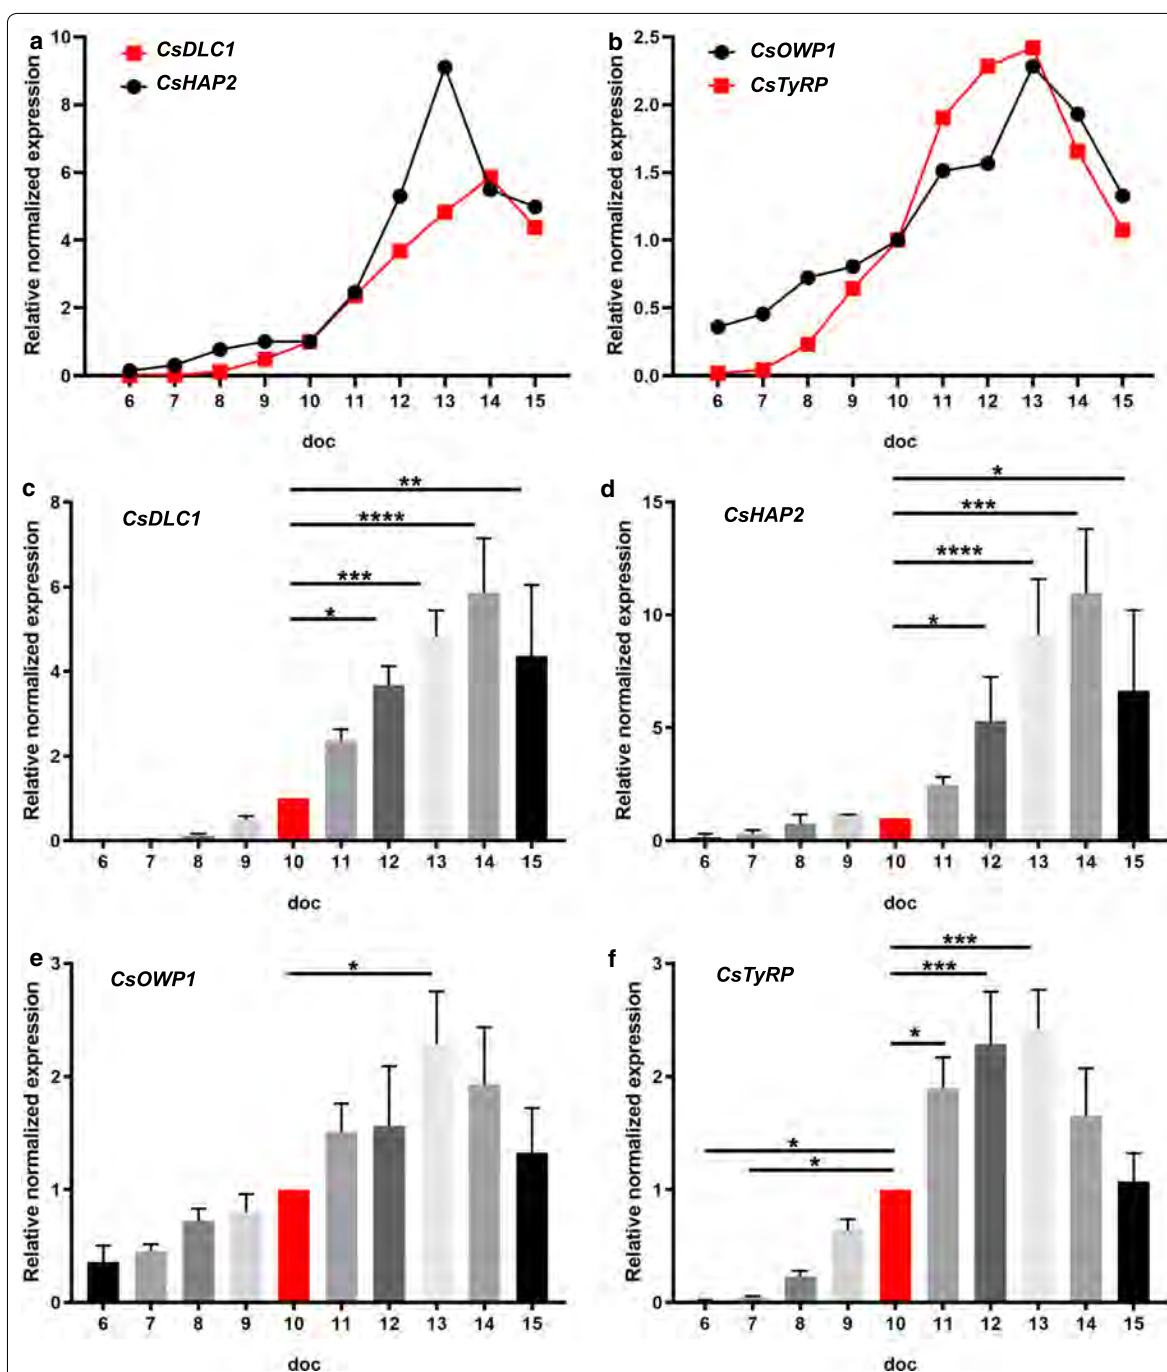 a
CsDLC1
CsHAP2
Relative normalized expression
10
8
6
4
2
0
6 7 8 9 10 11 12 13 14 15
doc
b
CsOWP1
CsTyRP
Relative normalized expression
2.5
2.0
1.5
1.0
0.5
0.0
6 7 8 9 10 11 12 13 14 15
doc
c
CsDLC1
Relative normalized expression
8
6
4
2
0
**
****
***
*
6 7 8 9 10 11 12 13 14 15
doc
d
CsHAP2
Relative normalized expression
15
10
5
0
*
***
****
*
6 7 8 9 10 11 12 13 14 15
doc
e
CsOWP1
Relative normalized expression
3
2
1
0
*
6 7 8 9 10 11 12 13 14 15
doc
f
CsTyRP
Relative normalized expression
3
2
1
0
***
***
*
*
*
6 7 8 9 10 11 12 13 14 15
doc